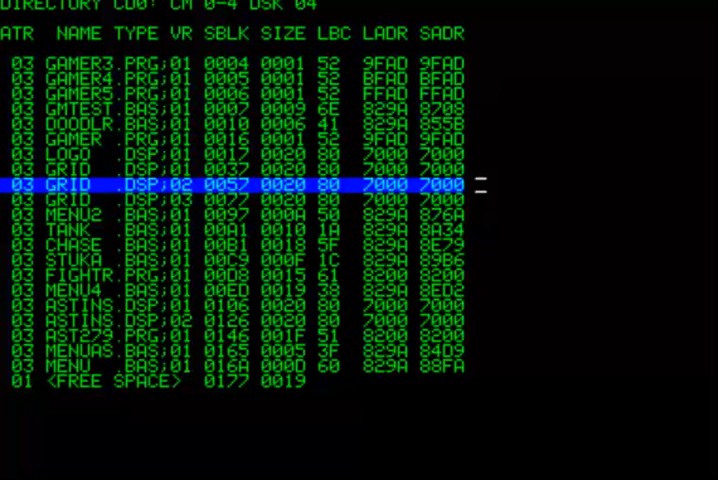 DIRECTORY CD0: CM 0-4 DSK 04
ATR NAME TYPE VR SBLK SIZE LBC LADR SADR
03 GAMER3.PRG;01 0004 0001 52 9FAD 9FAD
03 GAMER4.PRG;01 0005 0001 52 BFAD BFAD
03 GAMER5.PRG;01 0006 0001 52 FFAD FFAD
03 GMTEST.BAS;01 0007 0009 6E 829A 8708
03 DOODLR.BAS;01 0010 0006 41 829A 855B
03 GAMER .PRG;01 0016 0001 52 9FAD 9FAD
03 LOGO .DSP;01 0017 0020 80 7000 7000
03 GRID .DSP;01 0037 0020 80 7000 7000
03 GRID .DSP;02 0057 0020 80 7000 7000
03 GRID .DSP;03 0077 0020 80 7000 7000
03 MENU2 .BAS;01 0097 000A 50 829A 876A
03 TANK .BAS;01 00A1 0010 1A 829A 8A34
03 CHASE .BAS;01 00B1 0018 5F 829A 8E79
03 STUKA .BAS;01 00C9 000F 1C 829A 89B6
03 FIGHTR.PRG;01 00D8 0015 61 8200 8200
03 MENU4 .BAS;01 00ED 0019 38 829A 8ED2
03 ASTINS.DSP;01 0106 0020 80 7000 7000
03 ASTINS.DSP;02 0126 0020 80 7000 7000
03 AST279.PRG;01 0146 001F 51 8200 8200
03 MENUAS.BAS;01 0165 0005 3F 829A 84D9
03 MENU .BAS;01 016A 000D 60 829A 88FA
01 <FREE SPACE> 0177 0019